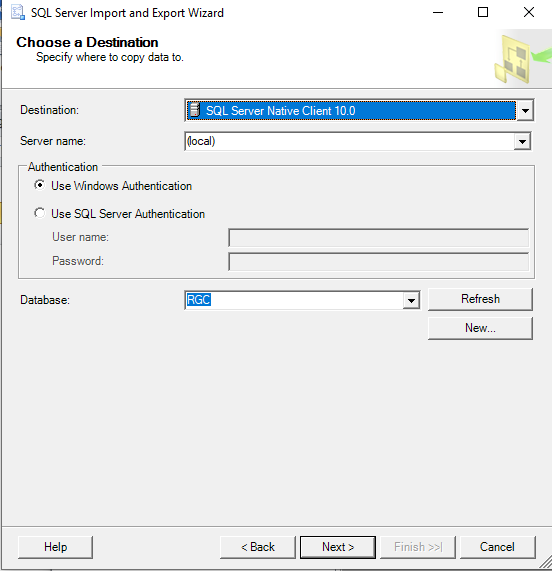 SQL Server Import and Export Wizard
Choose a Destination
Specify where to copy data to.
Destination:
SQL Server Native Client 10.0
Server name:
(local)
Authentication
Use Windows Authentication
Use SQL Server Authentication
User name:
Password:
Database:
RGC
Refresh
New...
Help
< Back
Next >
Finish >>|
Cancel